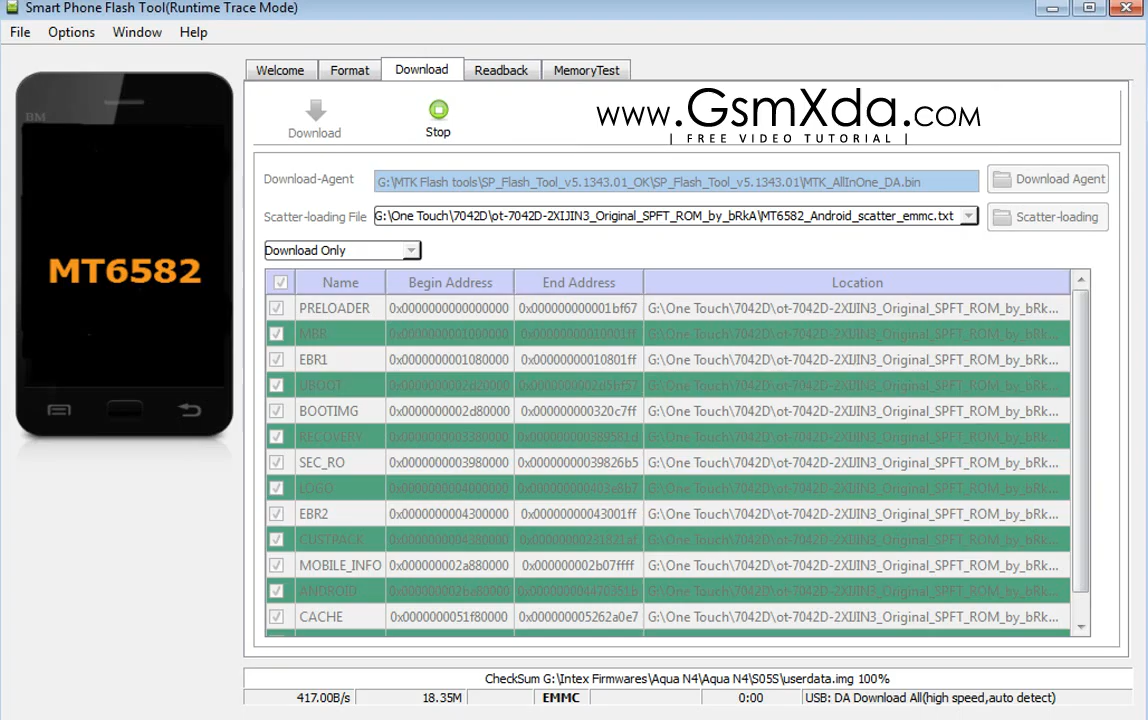 Smart Phone Flash Tool(Runtime Trace Mode)
File Options Window Help
BM
MT6582
Welcome Format Download Readback MemoryTest
Download Stop
www.GsmXda.com
| FREE VIDEO TUTORIAL |
Download-Agent G:\MTK Flash tools\SP_Flash_Tool_v5.1343.01_OK\SP_Flash_Tool_v5.1343.01\MTK_AllInOne_DA.bin Download Agent
Scatter-loading File G:\One Touch\7042D\ot-7042D-2XIJIN3_Original_SPFT_ROM_by_bRkA\MT6582_Android_scatter_emmc.txt Scatter-loading
Download Only
Name Begin Address End Address Location
PRELOADER 0x0000000000000000 0x000000000001bf67 G:\One Touch\7042D\ot-7042D-2XIJIN3_Original_SPFT_ROM_by_bRk...
MBR 0x0000000001000000 0x00000000010001ff G:\One Touch\7042D\ot-7042D-2XIJIN3_Original_SPFT_ROM_by_bRk...
EBR1 0x0000000001080000 0x00000000010801ff G:\One Touch\7042D\ot-7042D-2XIJIN3_Original_SPFT_ROM_by_bRk...
UBOOT 0x0000000002d20000 G:\One Touch\7042D\ot-7042D-2XIJIN3_Original_SPFT_ROM_by_bRk...
BOOTIMG 0x0000000002d80000 0x000000000320c7ff G:\One Touch\7042D\ot-7042D-2XIJIN3_Original_SPFT_ROM_by_bRk...
RECOVERY 0x0000000003380000 G:\One Touch\7042D\ot-7042D-2XIJIN3_Original_SPFT_ROM_by_bRk...
SEC_RO 0x0000000003980000 0x00000000039826b5 G:\One Touch\7042D\ot-7042D-2XIJIN3_Original_SPFT_ROM_by_bRk...
LOGO 0x0000000004000000 G:\One Touch\7042D\ot-7042D-2XIJIN3_Original_SPFT_ROM_by_bRk...
EBR2 0x0000000004300000 0x00000000043001ff G:\One Touch\7042D\ot-7042D-2XIJIN3_Original_SPFT_ROM_by_bRk...
CUSTPACK 0x0000000004380000 G:\One Touch\7042D\ot-7042D-2XIJIN3_Original_SPFT_ROM_by_bRk...
MOBILE_INFO 0x000000002a880000 0x000000002b07ffff G:\One Touch\7042D\ot-7042D-2XIJIN3_Original_SPFT_ROM_by_bRk...
ANDROID G:\One Touch\7042D\ot-7042D-2XIJIN3_Original_SPFT_ROM_by_bRk...
CACHE 0x0000000051f80000 0x000000005262a0e7 G:\One Touch\7042D\ot-7042D-2XIJIN3_Original_SPFT_ROM_by_bRk...
CheckSum G:\Intex Firmwares\Aqua N4\Aqua N4\S05S\userdata.img 100%
417.00B/s 18.35M EMMC 0:00 USB: DA Download All(high speed,auto detect)